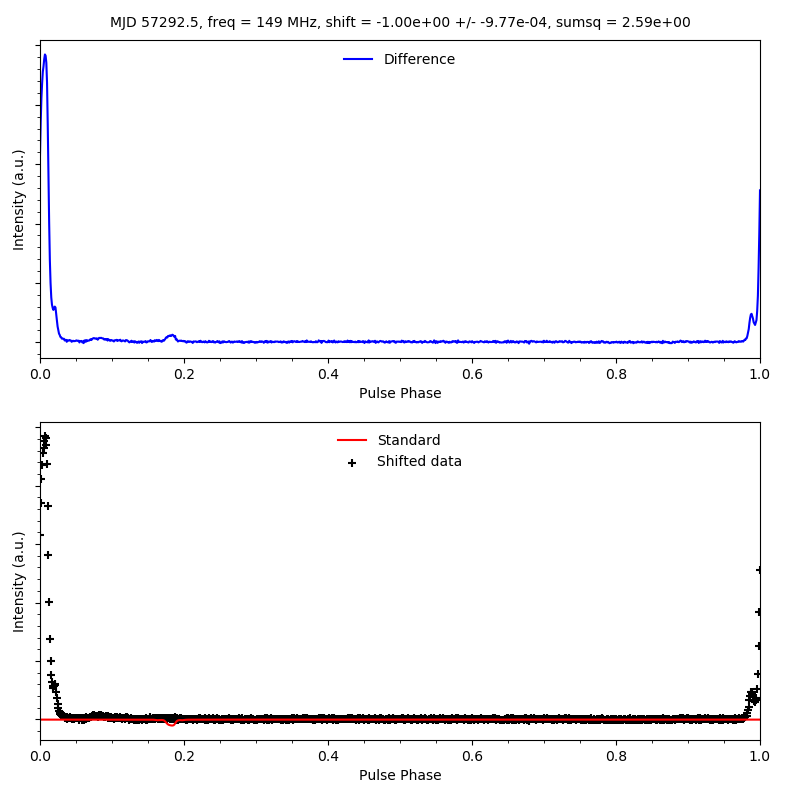 MJD 57292.5, freq = 149 MHz, shift = -1.00e+00 +/- -9.77e-04, sumsq = 2.59e+00
Difference
Intensity (a.u.)
0.0 0.2 0.4 0.6 0.8 1.0
Pulse Phase
Standard
Shifted data
Intensity (a.u.)
0.0 0.2 0.4 0.6 0.8 1.0
Pulse Phase